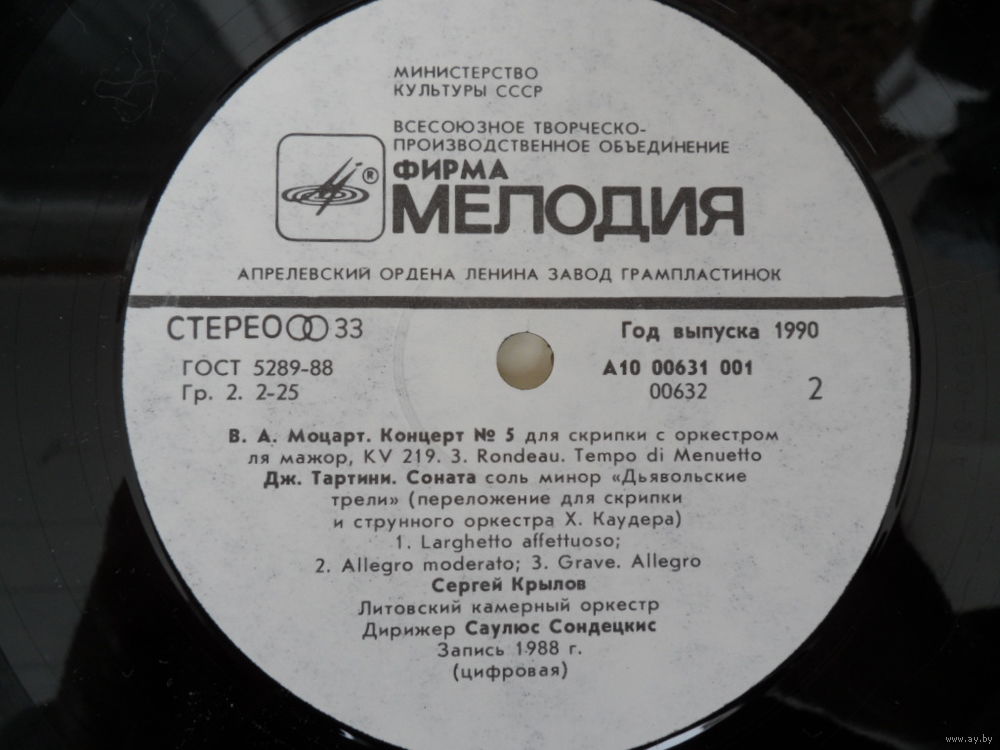 МИНИСТЕРСТВО
КУЛЬТУРЫ СССР
ВСЕСОЮЗНОЕ ТВОРЧЕСКО-
ПРОИЗВОДСТВЕННОЕ ОБЪЕДИНЕНИЕ
ФИРМА
® МЕЛОДИЯ
АПРЕЛЕВСКИЙ ОРДЕНА ЛЕНИНА ЗАВОД ГРАМПЛАСТИНОК
СТЕРЕО 33 Год выпуска 1990
ГОСТ 5289-88 А10 00631 001
Гр. 2. 2-25 00632 2
В. А. Моцарт. Концерт № 5 для скрипки с оркестром
ля мажор, KV 219. 3. Rondeau. Tempo di Menuetto
Дж. Тартини. Соната соль минор «Дьявольские
трели» (переложение для скрипки
и струнного оркестра Х. Каудера)
1. Larghetto affettuoso;
2. Allegro moderato; 3. Grave. Allegro
Сергей Крылов
Литовский камерный оркестр
Дирижер Саулюс Сондецкис
Запись 1988 г.
(цифровая)
www.ay.by